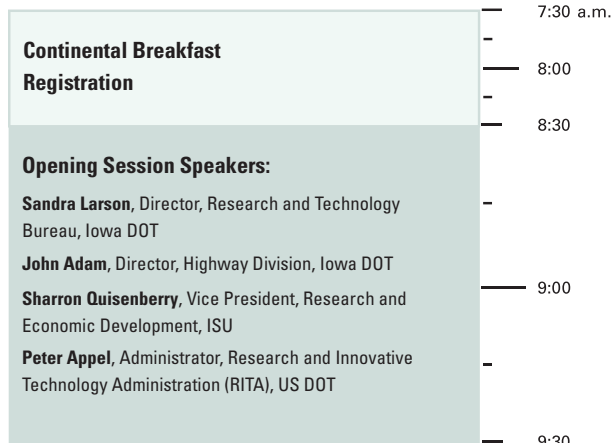 7:30 a.m.
Continental Breakfast
Registration
8:00
8:30
Opening Session Speakers:
Sandra Larson, Director, Research and Technology
Bureau, Iowa DOT
John Adam, Director, Highway Division, Iowa DOT
Sharron Quisenberry, Vice President, Research and
Economic Development, ISU
9:00
Peter Appel, Administrator, Research and Innovative
Technology Administration (RITA), US DOT
9:30